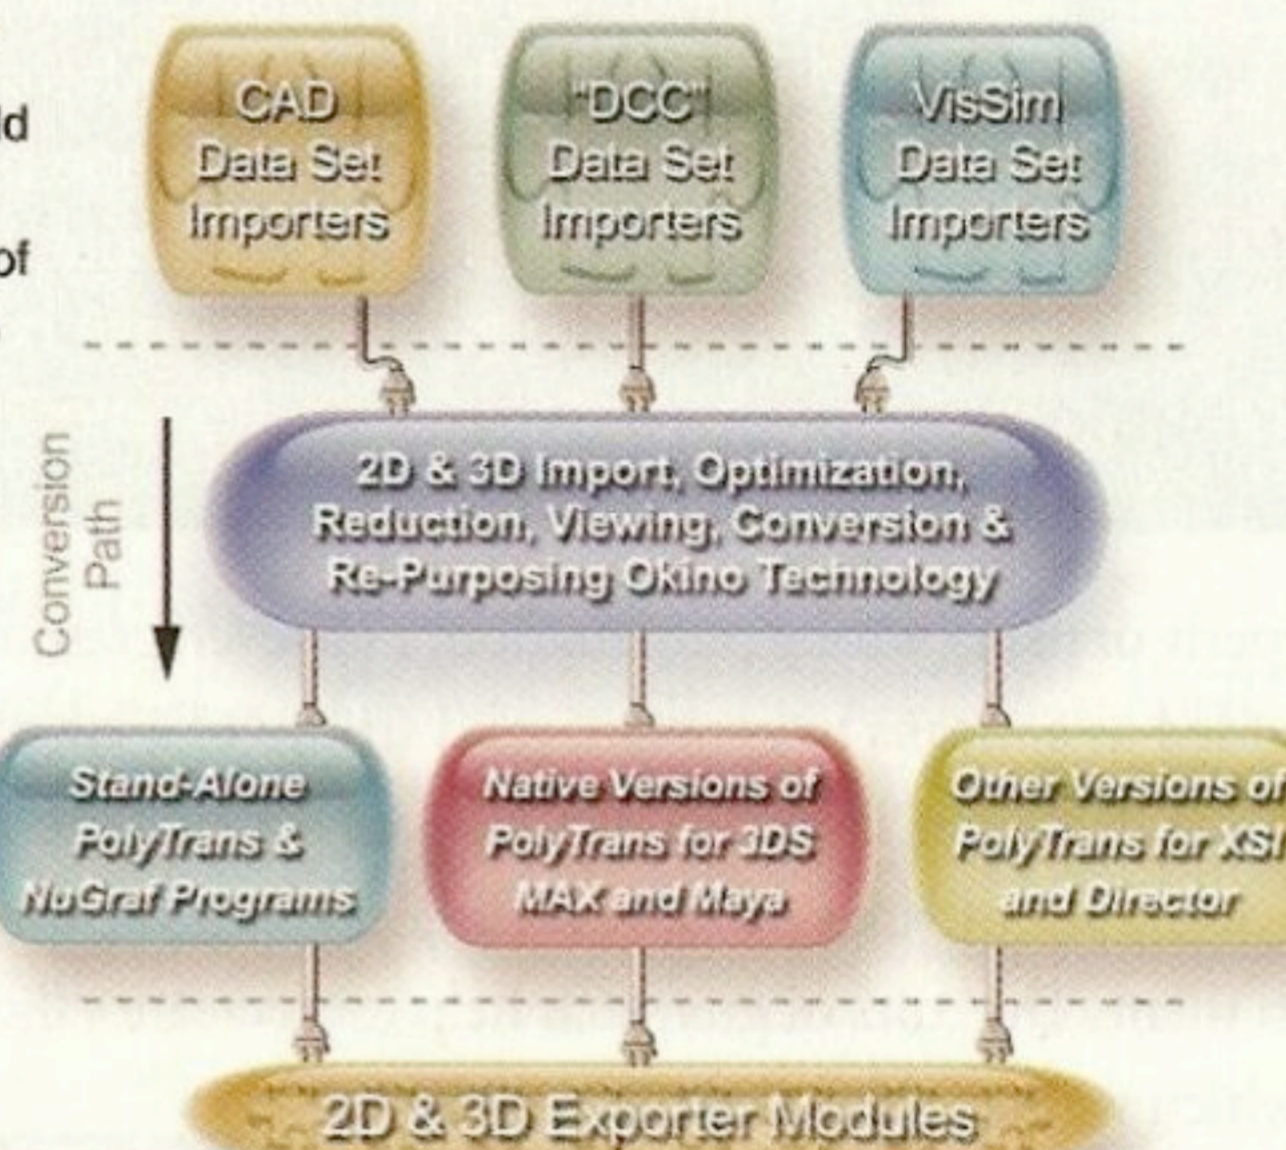 ld
of
CAD
Data Set
Importers
"DCC"
Data Set
Importers
VisSim
Data Set
Importers
Conversion
Path
2D & 3D Import, Optimization,
Reduction, Viewing, Conversion &
Re-Purposing Okino Technology
Stand-Alone
PolyTrans &
NuGraf Programs
Native Versions of
PolyTrans for 3DS
MAX and Maya
Other Versions of
PolyTrans for XSI
and Director
2D & 3D Exporter Modules